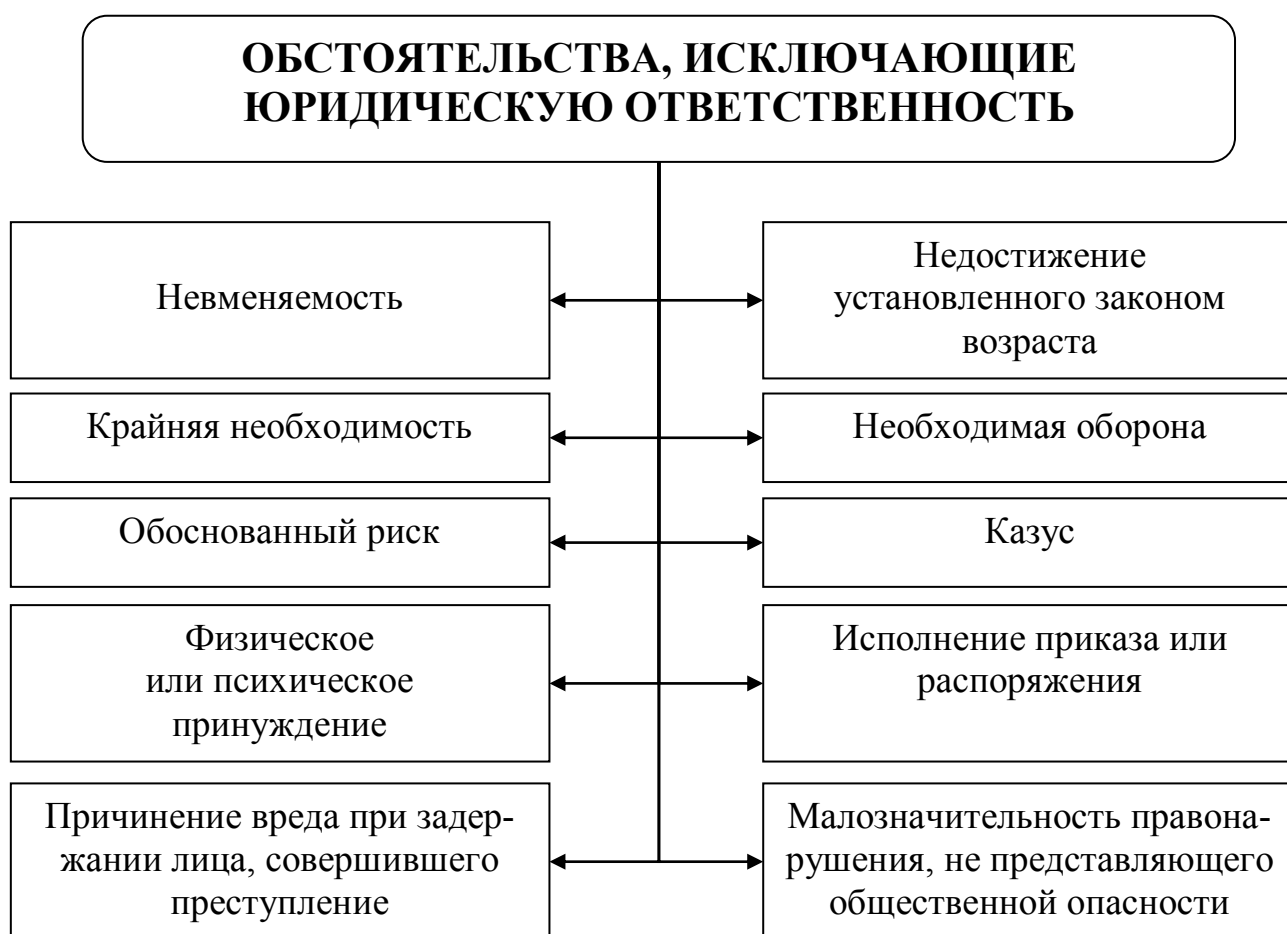 ОБСТОЯТЕЛЬСТВА, ИСКЛЮЧАЮЩИЕ
ЮРИДИЧЕСКУЮ ОТВЕТСТВЕННОСТЬ
Невменяемость
Недостижение
установленного законом
возраста
Крайняя необходимость
Необходимая оборона
Обоснованный риск
Казус
Физическое
или психическое
принуждение
Исполнение приказа или
распоряжения
Причинение вреда при задер-
жании лица, совершившего
преступление
Малозначительность правона-
рушения, не представляющего
общественной опасности